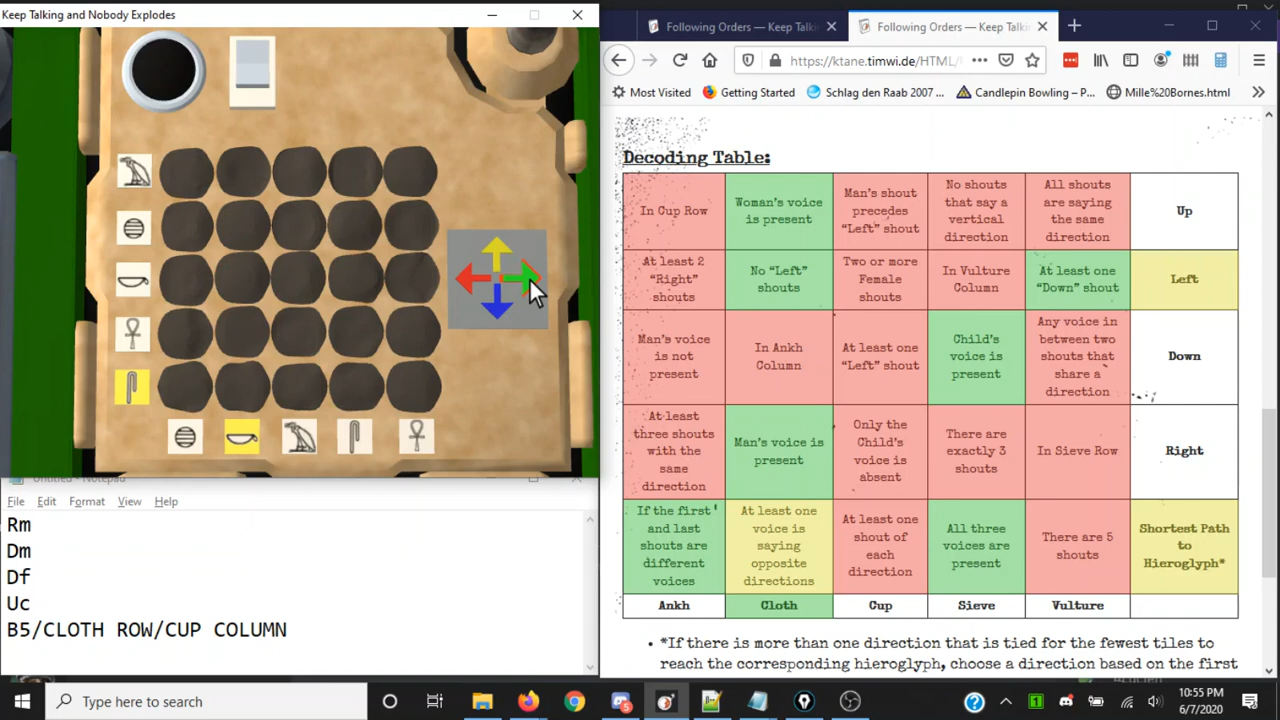 Keep Talking and Nobody Explodes
Following Orders — Keep Talki
Following Orders — Keep Talkin
https://ktane.timwi.de/HTML/
Most Visited
Getting Started
Schlag den Raab 2007 ...
Candlepin Bowling – P...
Mille%20Bornes.html
Decoding Table:
In Cup Row
Woman's voice is present
Man's shout precedes "Left" shout
No shouts that say a vertical direction
All shouts are saying the same direction
Up
At least 2 "Right" shouts
No "Left" shouts
Two or more Female shouts
In Vulture Column
At least one "Down" shout
Left
Man's voice is not present
In Ankh Column
At least one "Left" shout
Child's voice is present
Any voice in between two shouts that share a direction
Down
At least three shouts with the same direction
Man's voice is present
Only the Child's voice is absent
There are exactly 3 shouts
In Sieve Row
Right
If the first and last shouts are different voices
At least one voice is saying opposite directions
At least one shout of each direction
All three voices are present
There are 5 shouts
Shortest Path to Hieroglyph*
Ankh
Cloth
Cup
Sieve
Vulture
*If there is more than one direction that is tied for the fewest tiles to
reach the corresponding hieroglyph, choose a direction based on the first
Untitled - Notepad
File Edit Format View Help
Rm
Dm
Df
Uc
B5/CLOTH ROW/CUP COLUMN
Type here to search
10:55 PM
6/7/2020